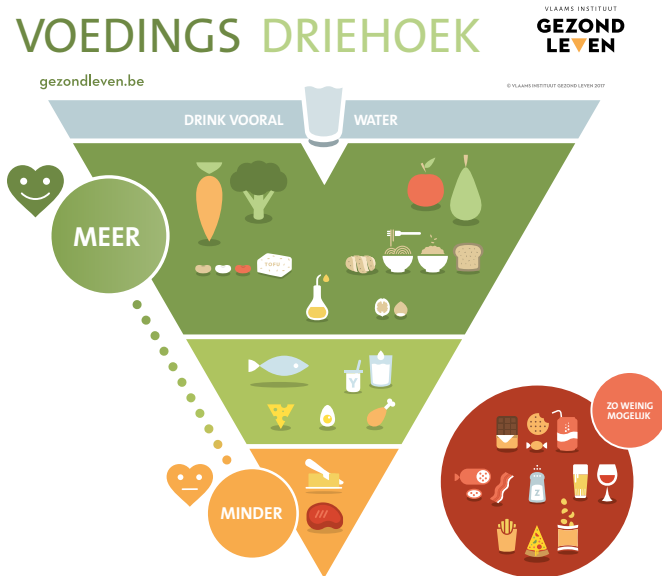 VLAAMS INSTITUUT
GEZOND
LEVEN
VOEDINGS DRIEHOEK
gezondleven.be
© VLAAMS INSTITUUT GEZOND LEVEN 2017
DRINK VOORAL WATER
MEER
TOFU
Y
ZO WEINIG
MOGELIJK
Z
MINDER